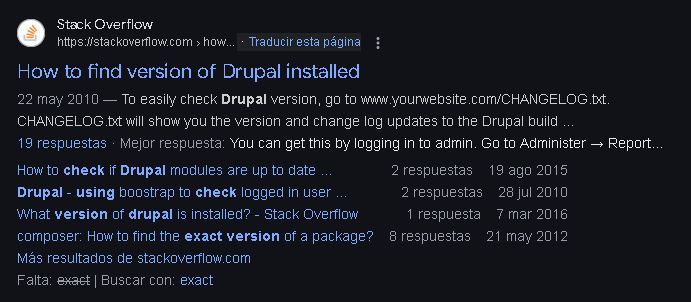 Stack Overflow
https://stackoverflow.com › how... · Traducir esta página
How to find version of Drupal installed
22 may 2010 — To easily check Drupal version, go to www.yourwebsite.com/CHANGELOG.txt.
CHANGELOG.txt will show you the version and change log updates to the Drupal build ...
19 respuestas · Mejor respuesta: You can get this by logging in to admin. Go to Administer → Report...
How to check if Drupal modules are up to date ... 2 respuestas 19 ago 2015
Drupal - using boostrap to check logged in user ... 2 respuestas 28 jul 2010
What version of drupal is installed? - Stack Overflow 1 respuesta 7 mar 2016
composer: How to find the exact version of a package? 8 respuestas 21 may 2012
Más resultados de stackoverflow.com
Falta: exact | Buscar con: exact